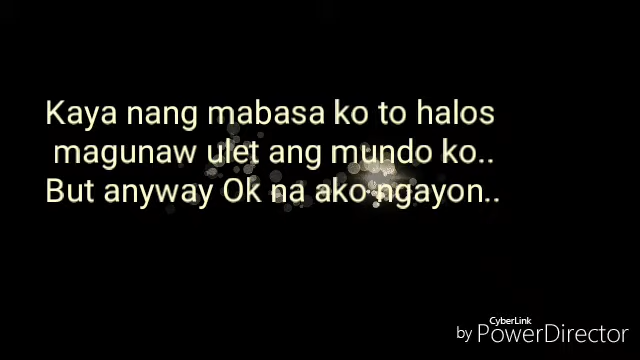 Kaya nang mabasa ko to halos
magunaw ulet ang mundo ko..
But anyway Ok na ako ngayon..
CyberLink
by PowerDirector